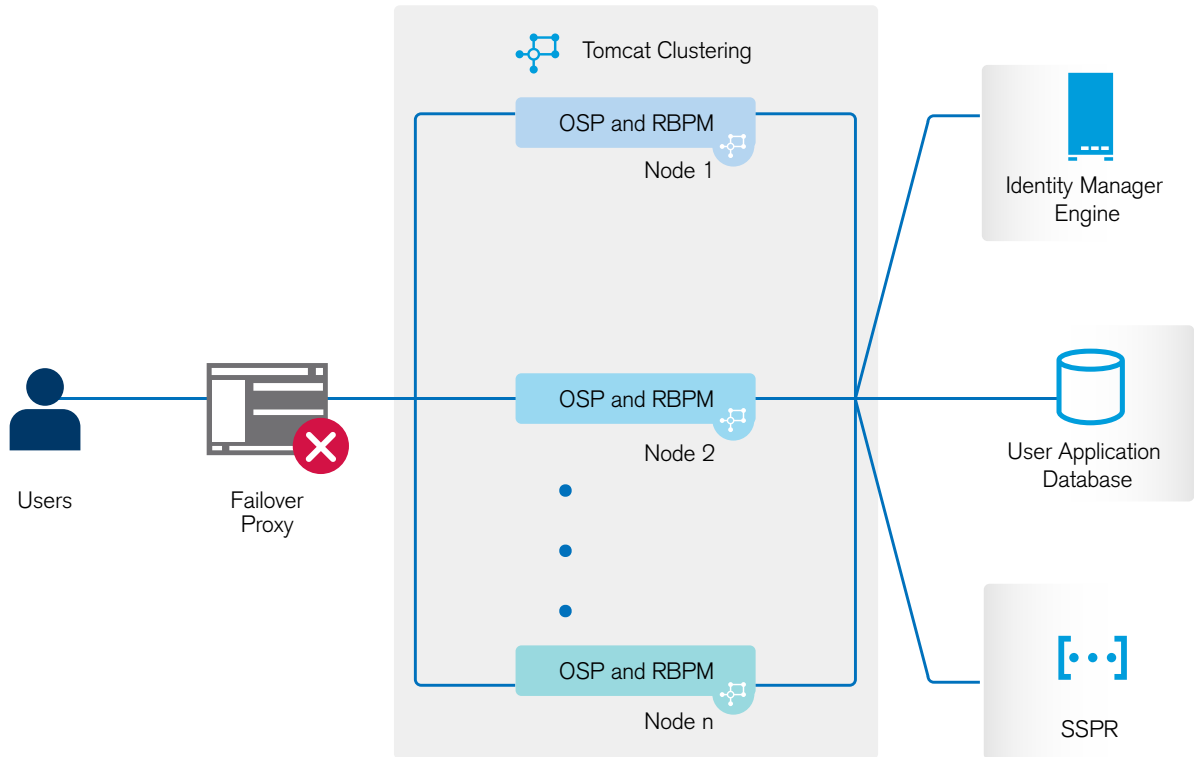 Tomcat Clustering
OSP and RBPM
Node 1
Identity Manager
Engine
Users
Failover
Proxy
OSP and RBPM
Node 2
User Application
Database
OSP and RBPM
Node n
SSPR